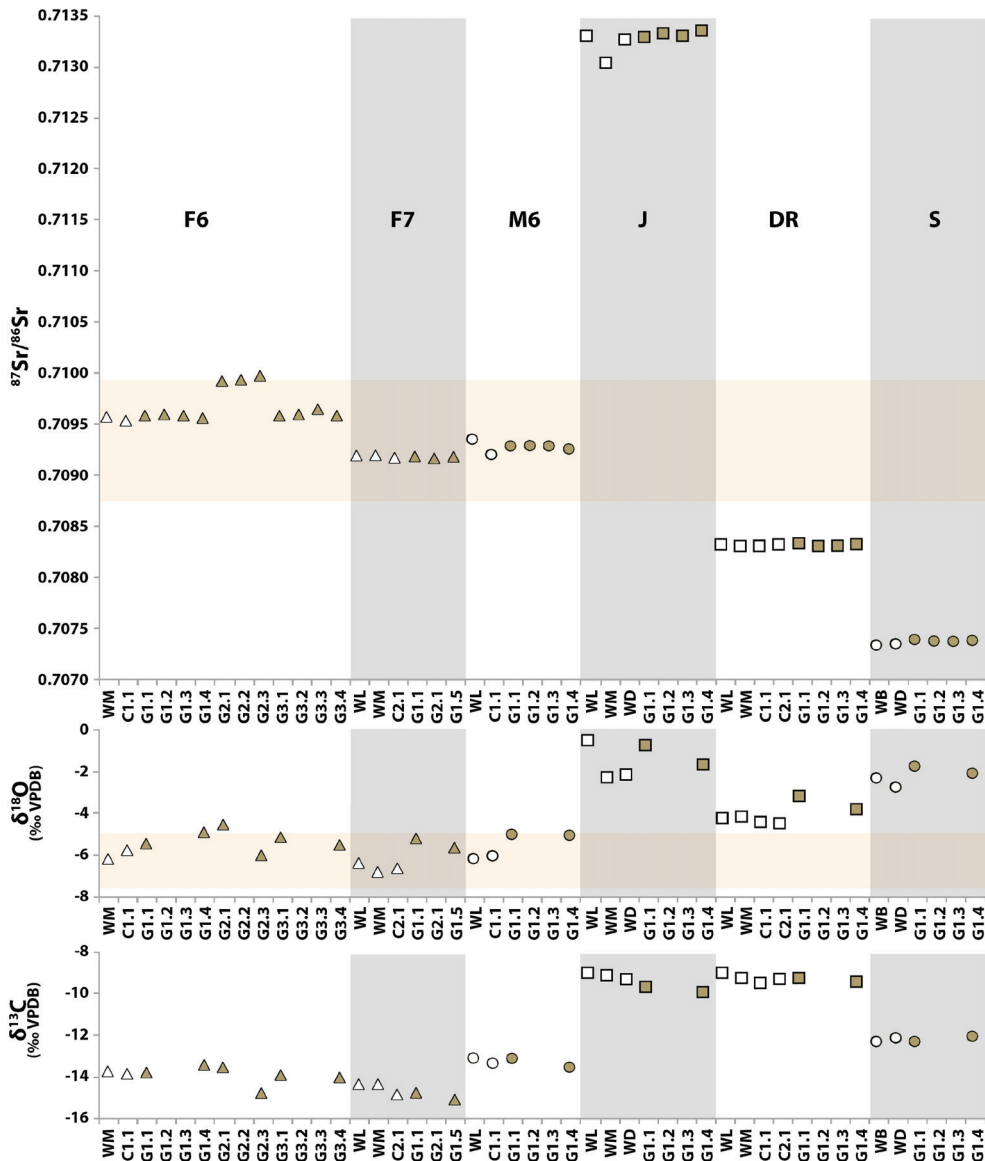 0.7135
0.7130
0.7125
0.7120
0.7115
0.7110
0.7105
0.7100
0.7095
0.7090
0.7085
0.7080
0.7075
0.7070
⁸⁷Sr/⁸⁶Sr
F6 F7 M6 J DR S
WM C1.1 G1.1 G1.2 G1.3 G1.4 G2.1 G2.2 G2.3 G3.1 G3.2 G3.3 G3.4 WL WM C2.1 G1.1 G2.1 G1.5 WL C1.1 G1.1 G1.2 G1.3 G1.4 WL WM WD G1.1 G1.2 G1.3 G1.4 WL WM C1.1 C2.1 G1.1 G1.2 G1.3 G1.4 WB WD G1.1 G1.2 G1.3 G1.4
0
-2
-4
-6
-8
δ¹⁸O
(‰ VPDB)
WM C1.1 G1.1 G1.2 G1.3 G1.4 G2.1 G2.2 G2.3 G3.1 G3.2 G3.3 G3.4 WL WM C2.1 G1.1 G2.1 G1.5 WL C1.1 G1.1 G1.2 G1.3 G1.4 WL WM WD G1.1 G1.2 G1.3 G1.4 WL WM C1.1 C2.1 G1.1 G1.2 G1.3 G1.4 WB WD G1.1 G1.2 G1.3 G1.4
-8
-10
-12
-14
-16
δ¹³C
(‰ VPDB)
WM C1.1 G1.1 G1.2 G1.3 G1.4 G2.1 G2.2 G2.3 G3.1 G3.2 G3.3 G3.4 WL WM C2.1 G1.1 G2.1 G1.5 WL C1.1 G1.1 G1.2 G1.3 G1.4 WL WM WD G1.1 G1.2 G1.3 G1.4 WL WM C1.1 C2.1 G1.1 G1.2 G1.3 G1.4 WB WD G1.1 G1.2 G1.3 G1.4